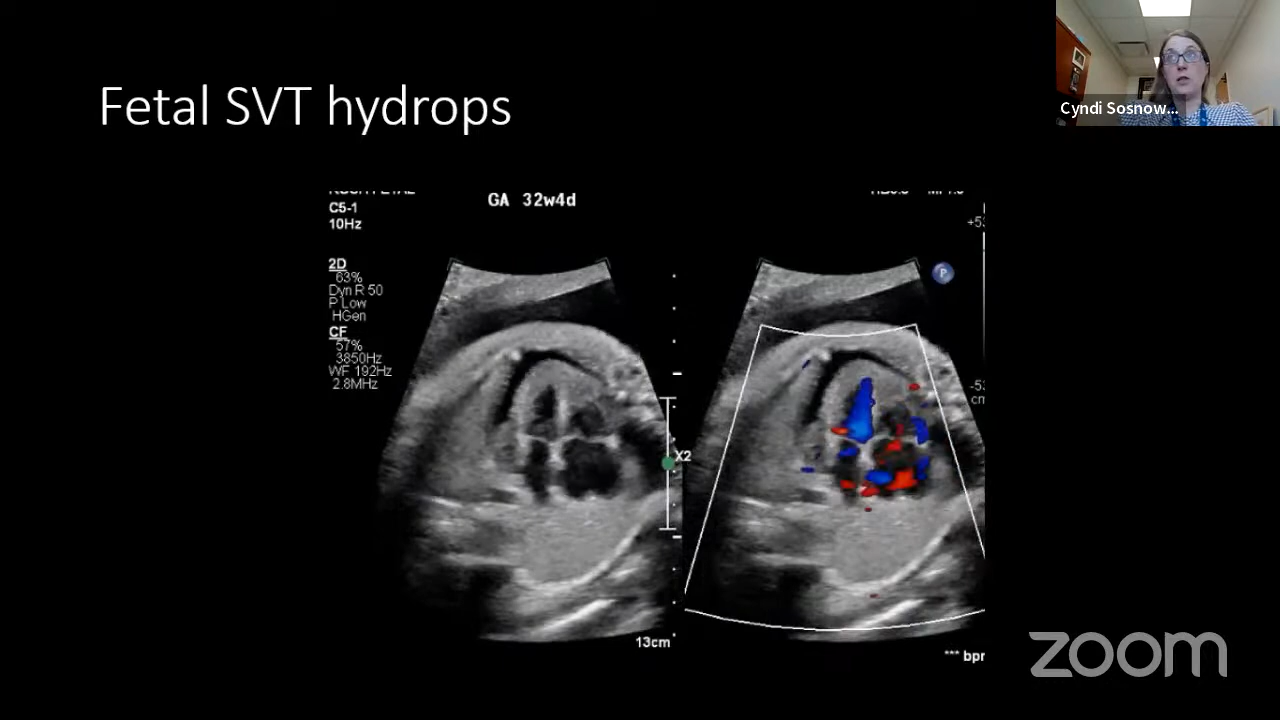 Fetal SVT hydrops
Cyndi Sosnow...
GA 32w4d
C5-1
10Hz
2D
63%
Dyn R 50
P Low
HGen
CF
57%
3850Hz
WF 192Hz
2.8MHz
P
X2
cm
13cm
*** bpm
zoom